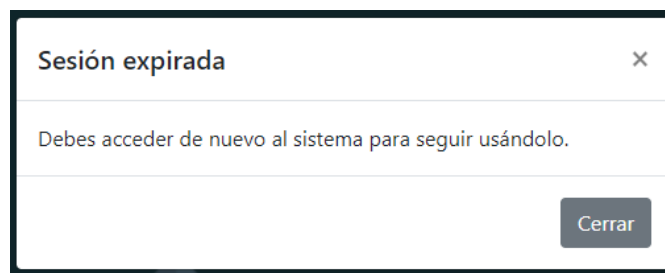 Sesión expirada
×
Debes acceder de nuevo al sistema para seguir usándolo.
Cerrar